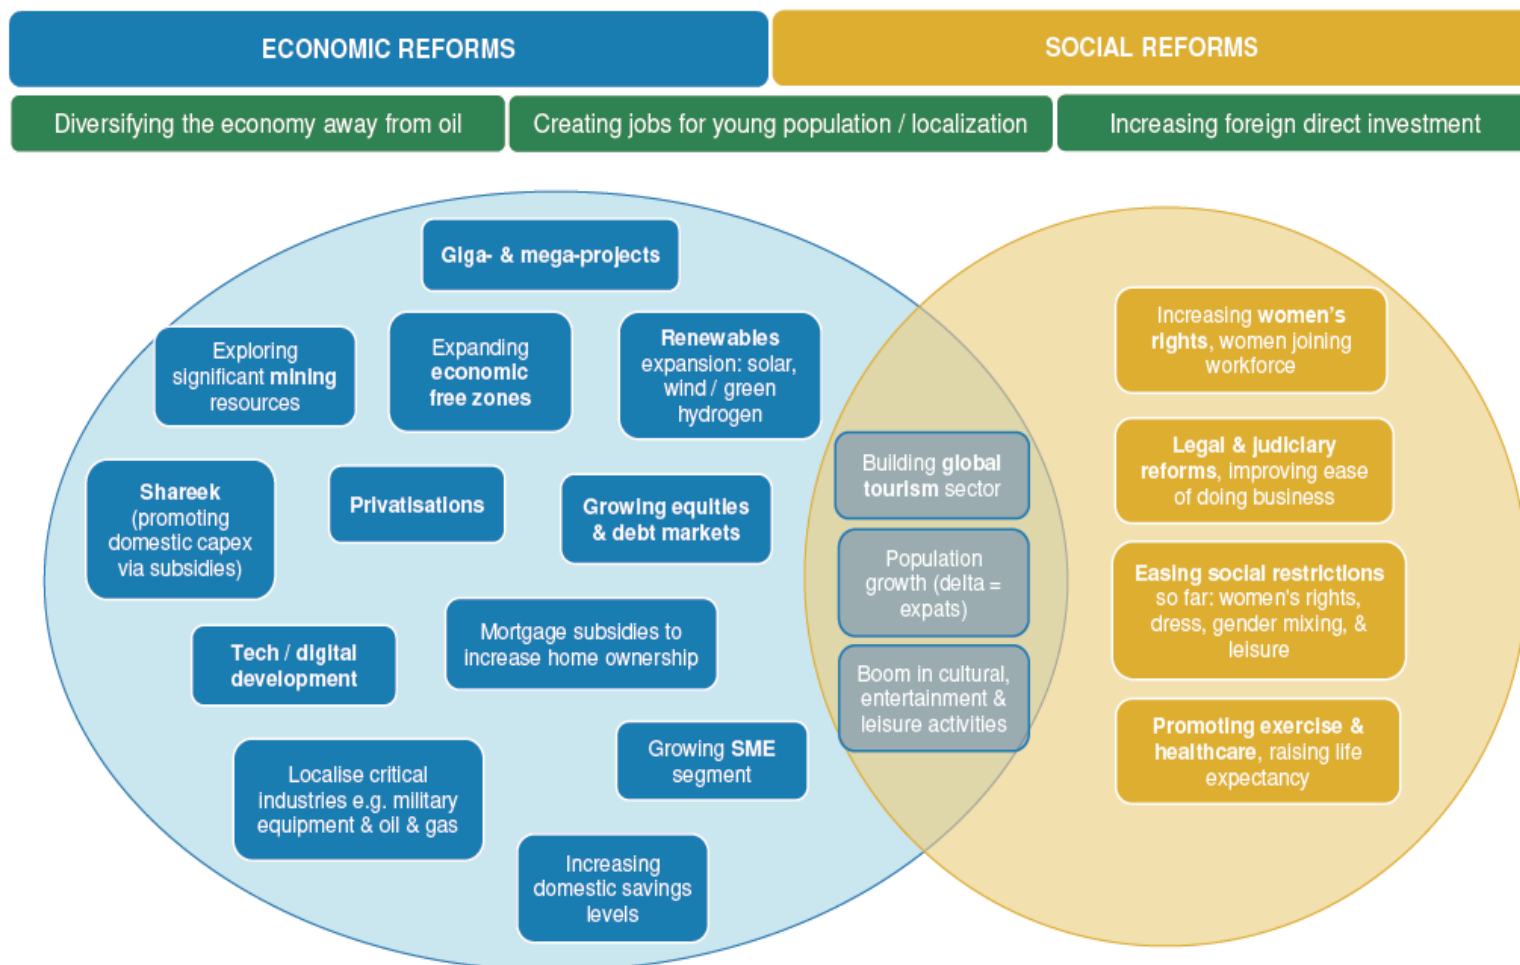 ECONOMIC REFORMS
SOCIAL REFORMS
Diversifying the economy away from oil
Creating jobs for young population / localization
Increasing foreign direct investment
Giga- & mega-projects
Exploring
significant mining
resources
Expanding
economic
free zones
Renewables
expansion: solar,
wind / green
hydrogen
Shareek
(promoting
domestic capex
via subsidies)
Privatisations
Growing equities
& debt markets
Tech / digital
development
Mortgage subsidies to
increase home ownership
Localise critical
industries e.g. military
equipment & oil & gas
Growing SME
segment
Increasing
domestic savings
levels
Building global
tourism sector
Population
growth (delta =
expats)
Boom in cultural,
entertainment &
leisure activities
Increasing women's
rights, women joining
workforce
Legal & judiciary
reforms, improving ease
of doing business
Easing social restrictions
so far: women's rights,
dress, gender mixing, &
leisure
Promoting exercise &
healthcare, raising life
expectancy